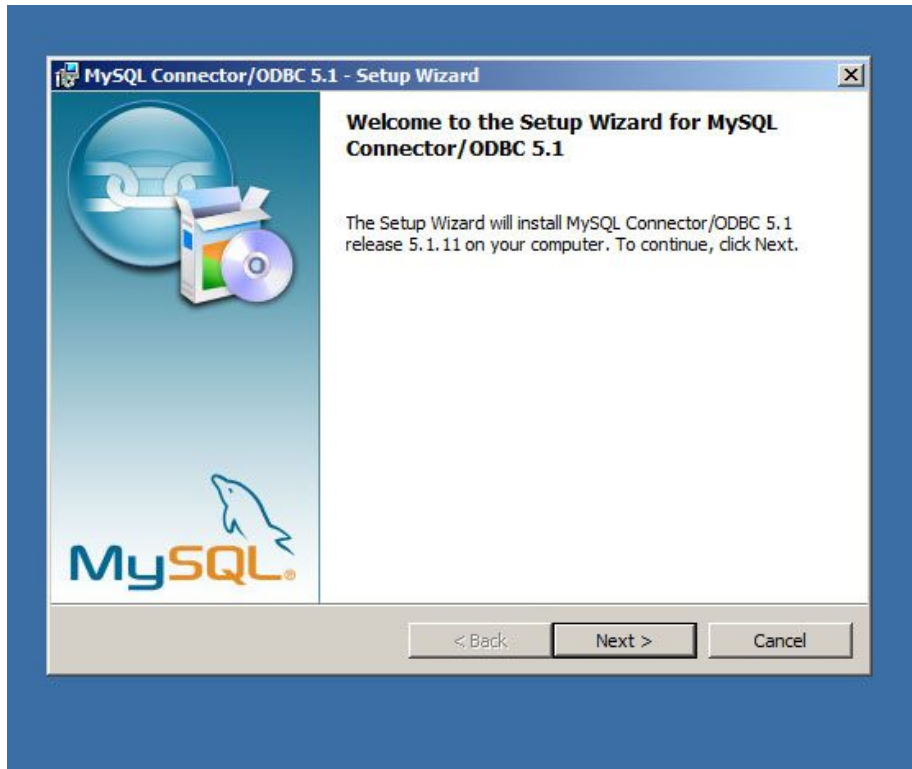 MySQL Connector/ODBC 5.1 - Setup Wizard
Welcome to the Setup Wizard for MySQL
Connector/ODBC 5.1
The Setup Wizard will install MySQL Connector/ODBC 5.1
release 5.1.11 on your computer. To continue, click Next.
MySQL®
< Back
Next >
Cancel